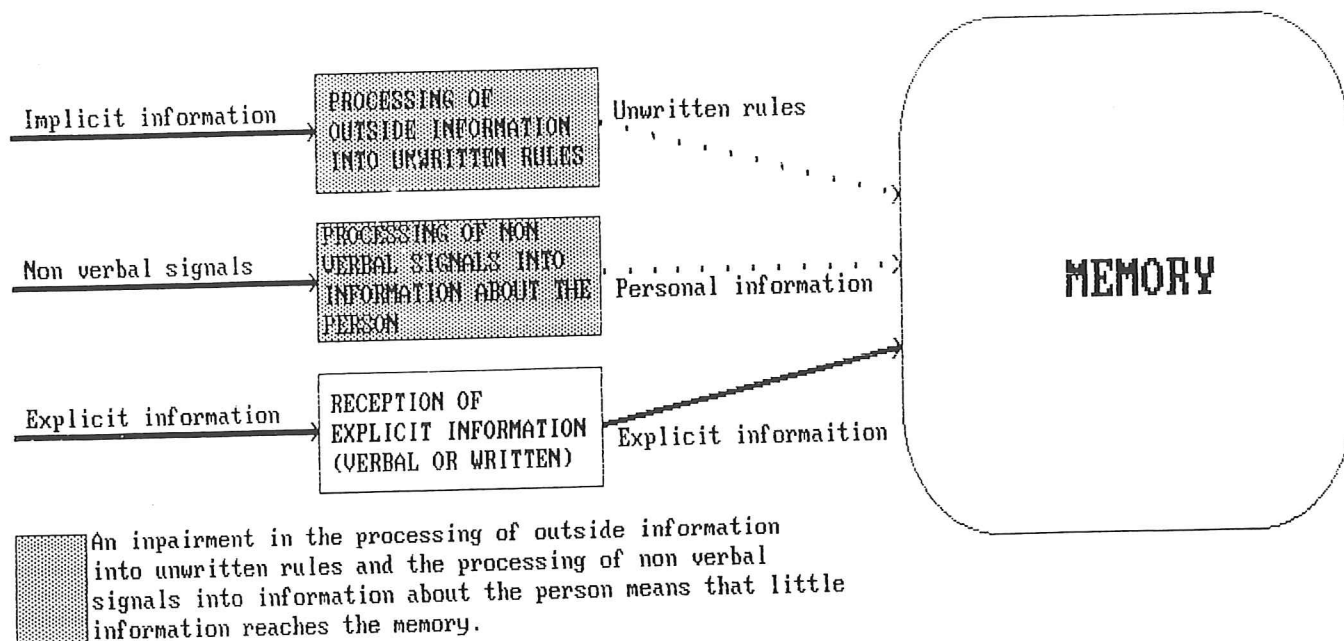 Implicit information
PROCESSING OF
OUTSIDE INFORMATION
INTO UNWRITTEN RULES
Unwritten rules
Non verbal signals
PROCESSING OF NON
VERBAL SIGNALS INTO
INFORMATION ABOUT THE
PERSON
Personal information
Explicit information
RECEPTION OF
EXPLICIT INFORMATION
(VERBAL OR WRITTEN)
Explicit informaition
MEMORY
An inpairment in the processing of outside information
into unwritten rules and the processing of non verbal
signals into information about the person means that little
information reaches the memory.